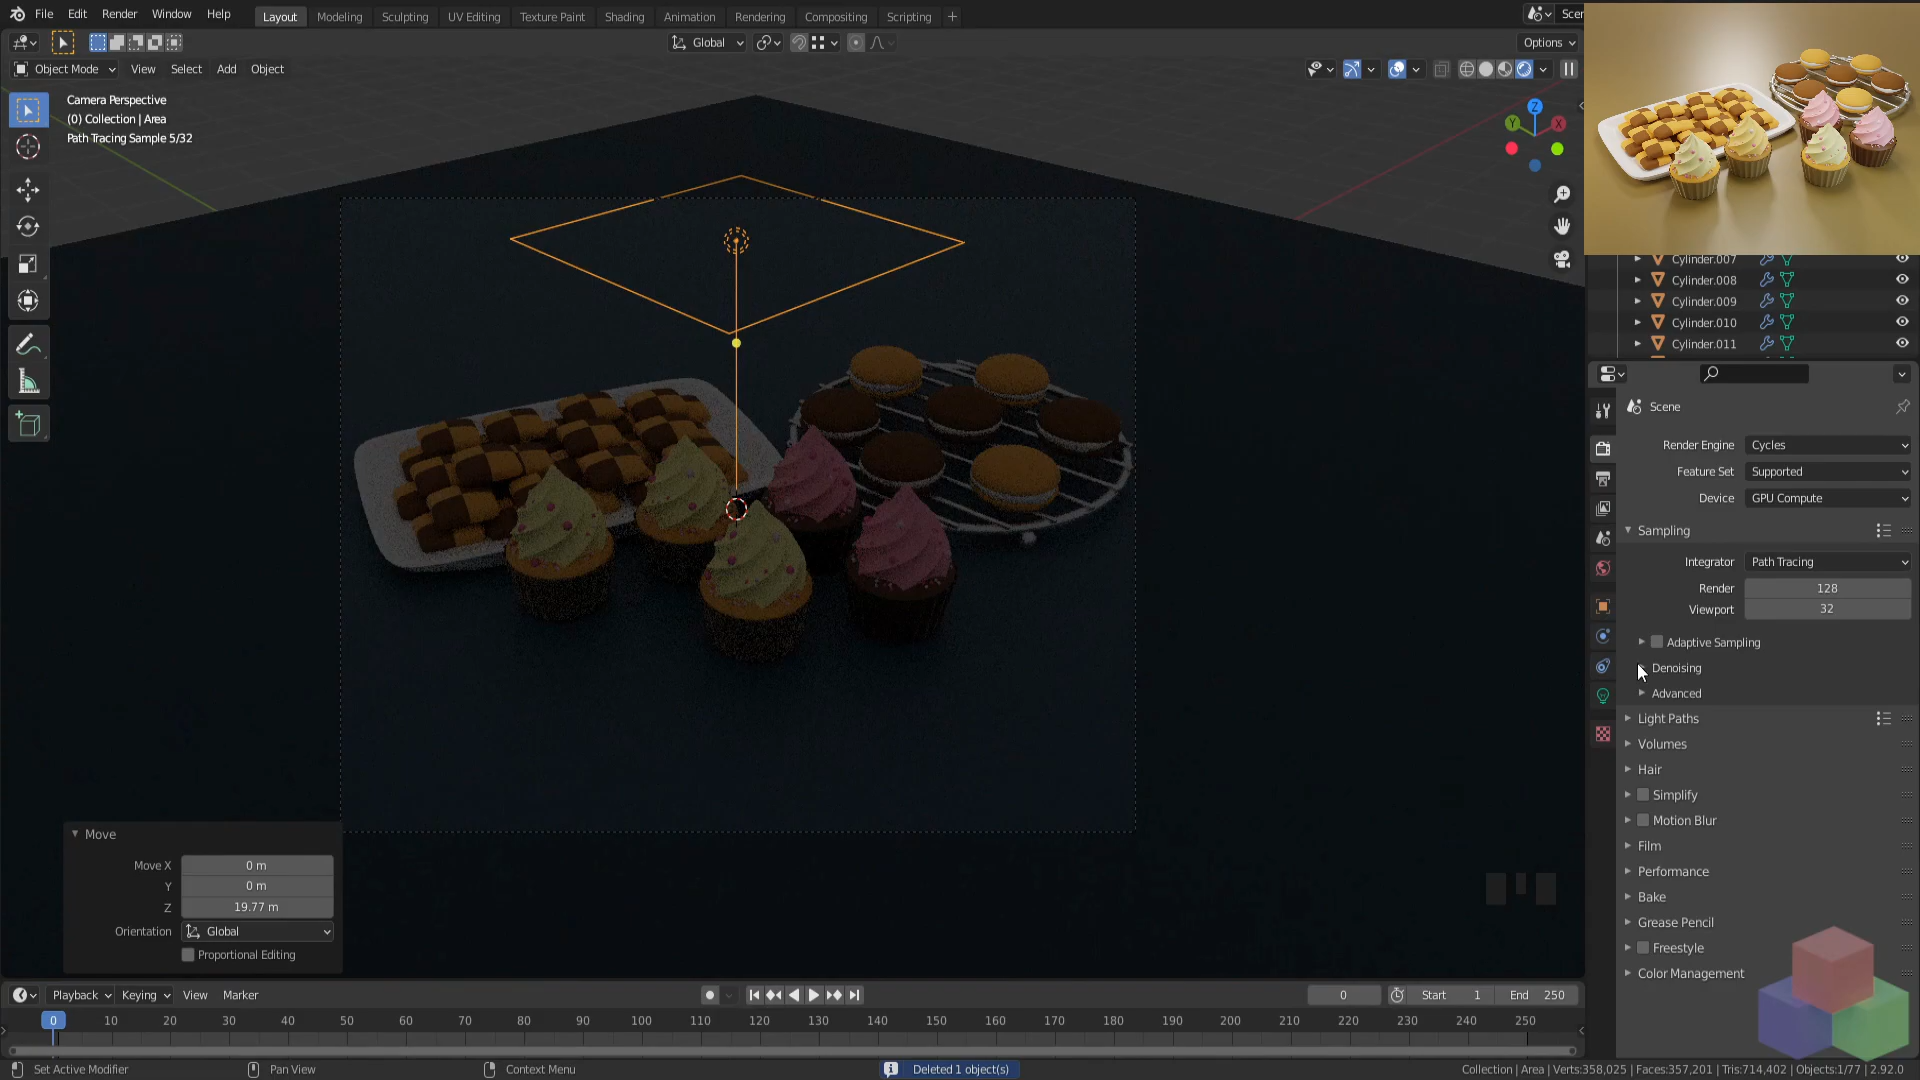 File Edit Render Window Help Layout Modeling Sculpting UV Editing Texture Paint Shading Animation Rendering Compositing Scripting + Scer
Global Options
Object Mode View Select Add Object
Camera Perspective
(0) Collection | Area
Path Tracing Sample 5/32
Z
Y X
Cylinder.007
Cylinder.008
Cylinder.009
Cylinder.010
Cylinder.011
Scene
Render Engine Cycles
Feature Set Supported
Device GPU Compute
Sampling
Integrator Path Tracing
Render 128
Viewport 32
Adaptive Sampling
Denoising
Advanced
Light Paths
Volumes
Hair
Simplify
Motion Blur
Film
Performance
Bake
Grease Pencil
Freestyle
Color Management
Move
Move X 0 m
Y 0 m
Z 19.77 m
Orientation Global
Proportional Editing
Playback Keying View Marker 0 Start 1 End 250
0 10 20 30 40 50 60 70 80 90 100 110 120 130 140 150 160 170 180 190 200 210 220 230 240 250
Set Active Modifier Pan View Context Menu Deleted 1 object(s) Collection | Area | Verts:358,025 | Faces:357,201 | Tris:714,402 | Objects:1/77 | 2.92.0